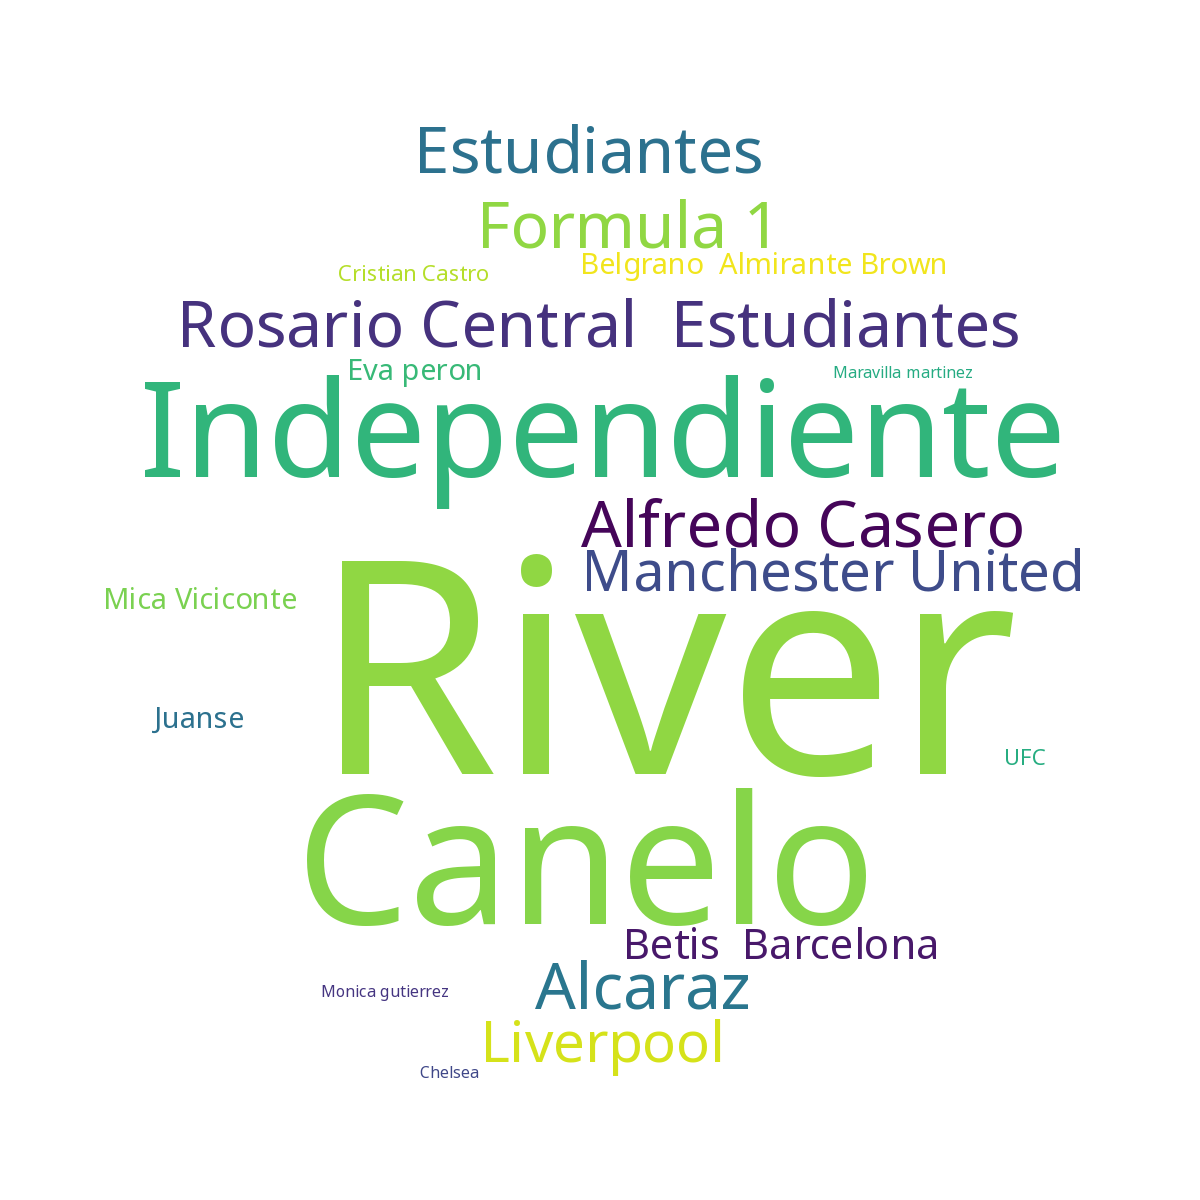 Estudiantes
Formula 1
Belgrano  Almirante Brown
Cristian Castro
Rosario Central  Estudiantes
Eva peron
Maravilla martinez
Independiente
Alfredo Casero
Manchester United
Mica Viciconte
River
Juanse
UFC
Canelo
Betis  Barcelona
Alcaraz
Monica gutierrez
Liverpool
Chelsea